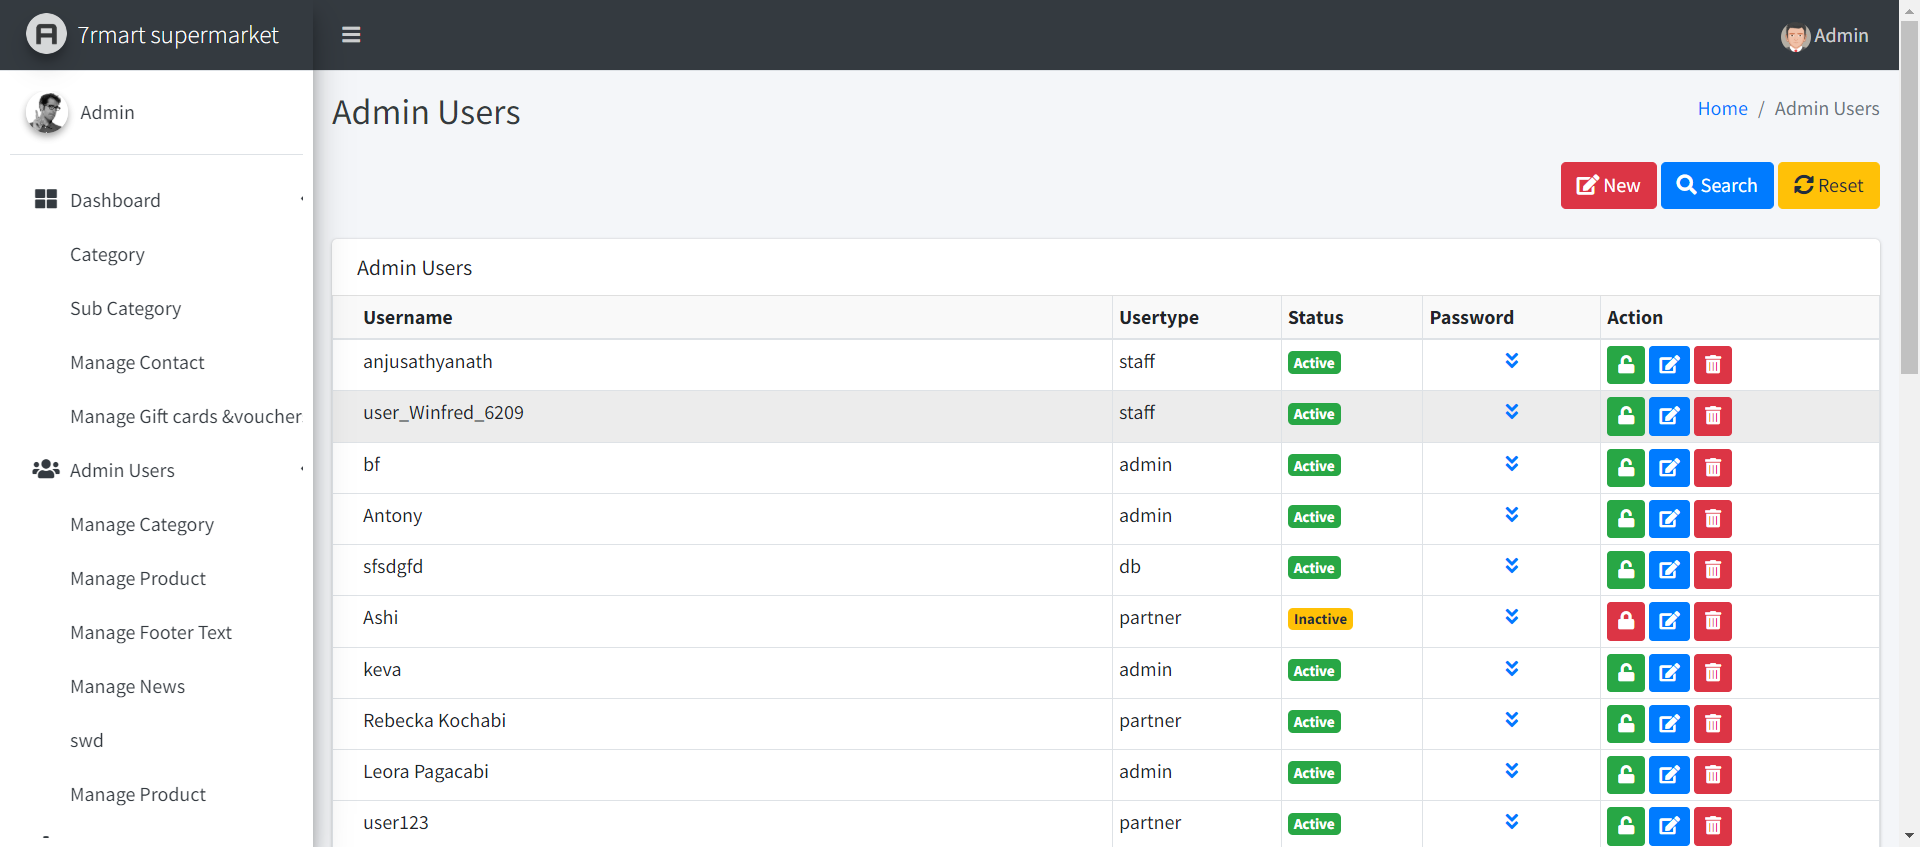 7rmart supermarket
Admin
Admin
Dashboard
Category
Sub Category
Manage Contact
Manage Gift cards &voucher
Admin Users
Manage Category
Manage Product
Manage Footer Text
Manage News
swd
Manage Product
Admin Users
Home / Admin Users
New Search Reset
Admin Users
Username Usertype Status Password Action
anjusathyanath staff Active
user_Winfred_6209 staff Active
bf admin Active
Antony admin Active
sfsdgfd db Active
Ashi partner Inactive
keva admin Active
Rebecka Kochabi partner Active
Leora Pagacabi admin Active
user123 partner Active